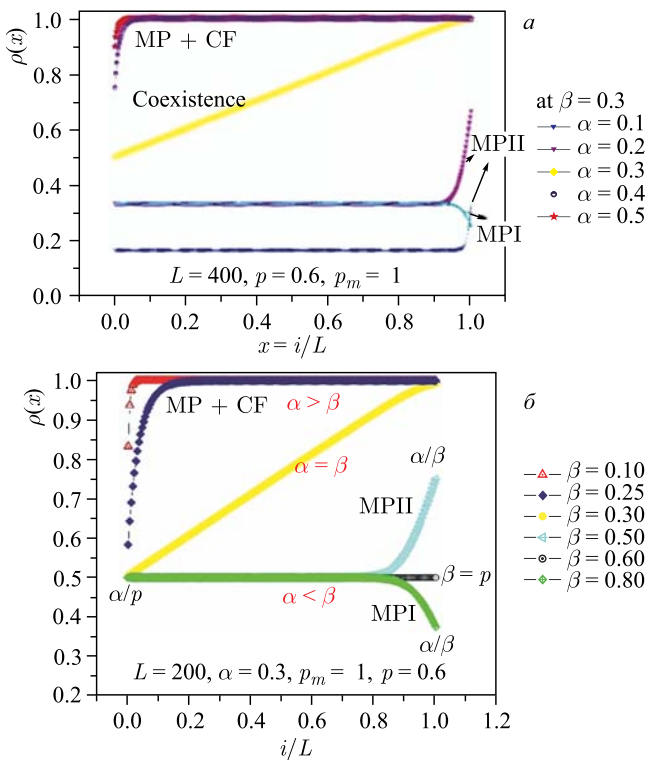 a
ρ(x)
1.0
0.8
0.6
0.4
0.2
0.0
MP + CF
Coexistence
MPII
MPI
L = 400, p = 0.6, pₘ = 1
0.0 0.2 0.4 0.6 0.8 1.0
x = i/L
at β = 0.3
α = 0.1
α = 0.2
α = 0.3
α = 0.4
α = 0.5
б
ρ(x)
1.0
0.9
0.8
0.7
0.6
0.5
0.4
0.3
0.2
MP + CF
α > β
α = β
α/β
MPII
β = p
α/p
α < β
MPI
α/β
L = 200, α = 0.3, pₘ = 1, p = 0.6
0.0 0.2 0.4 0.6 0.8 1.0 1.2
i/L
β = 0.10
β = 0.25
β = 0.30
β = 0.50
β = 0.60
β = 0.80